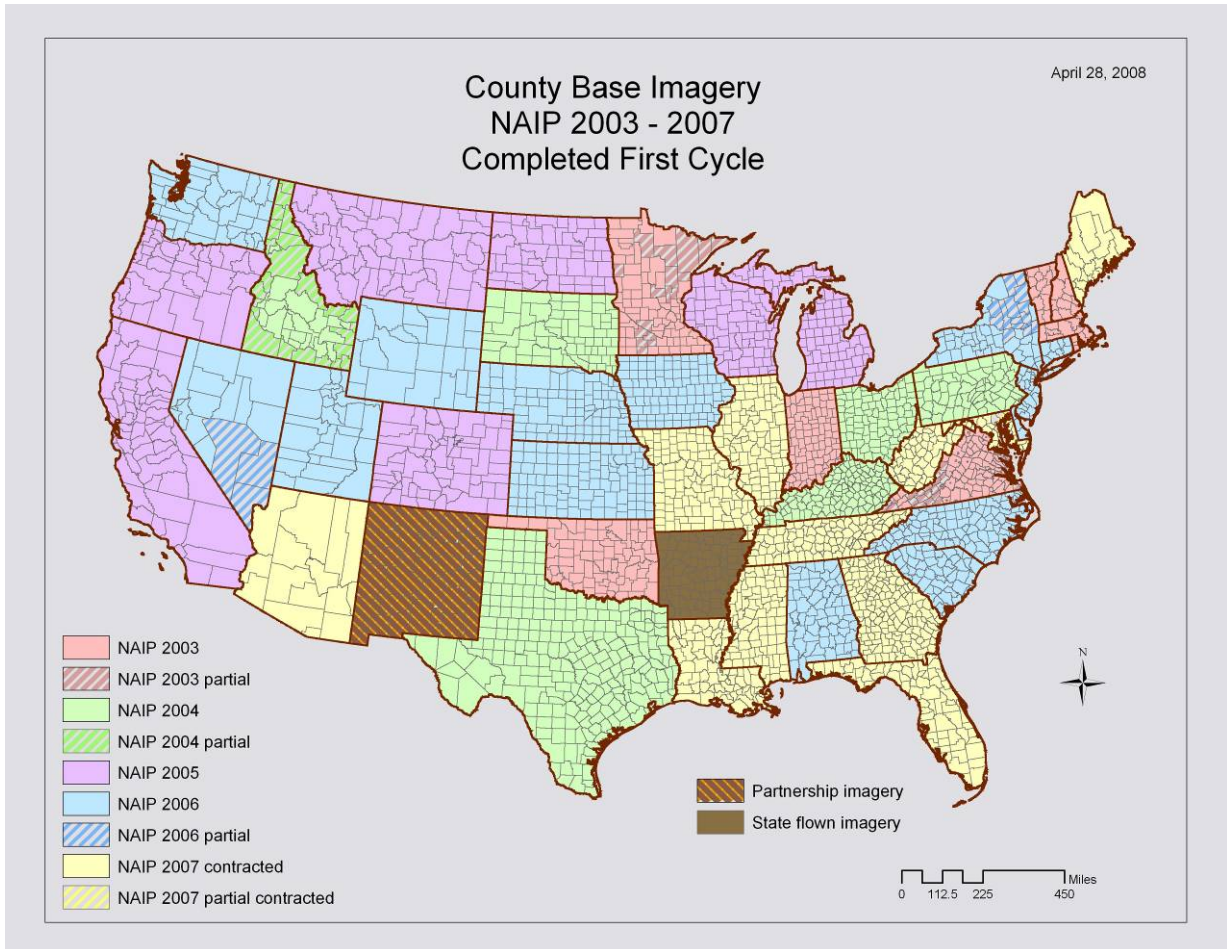 April 28, 2008
County Base Imagery
NAIP 2003 - 2007
Completed First Cycle
NAIP 2003
NAIP 2003 partial
NAIP 2004
NAIP 2004 partial
NAIP 2005
NAIP 2006
NAIP 2006 partial
NAIP 2007 contracted
NAIP 2007 partial contracted
N
Partnership imagery
State flown imagery
Miles
0 112.5 225 450